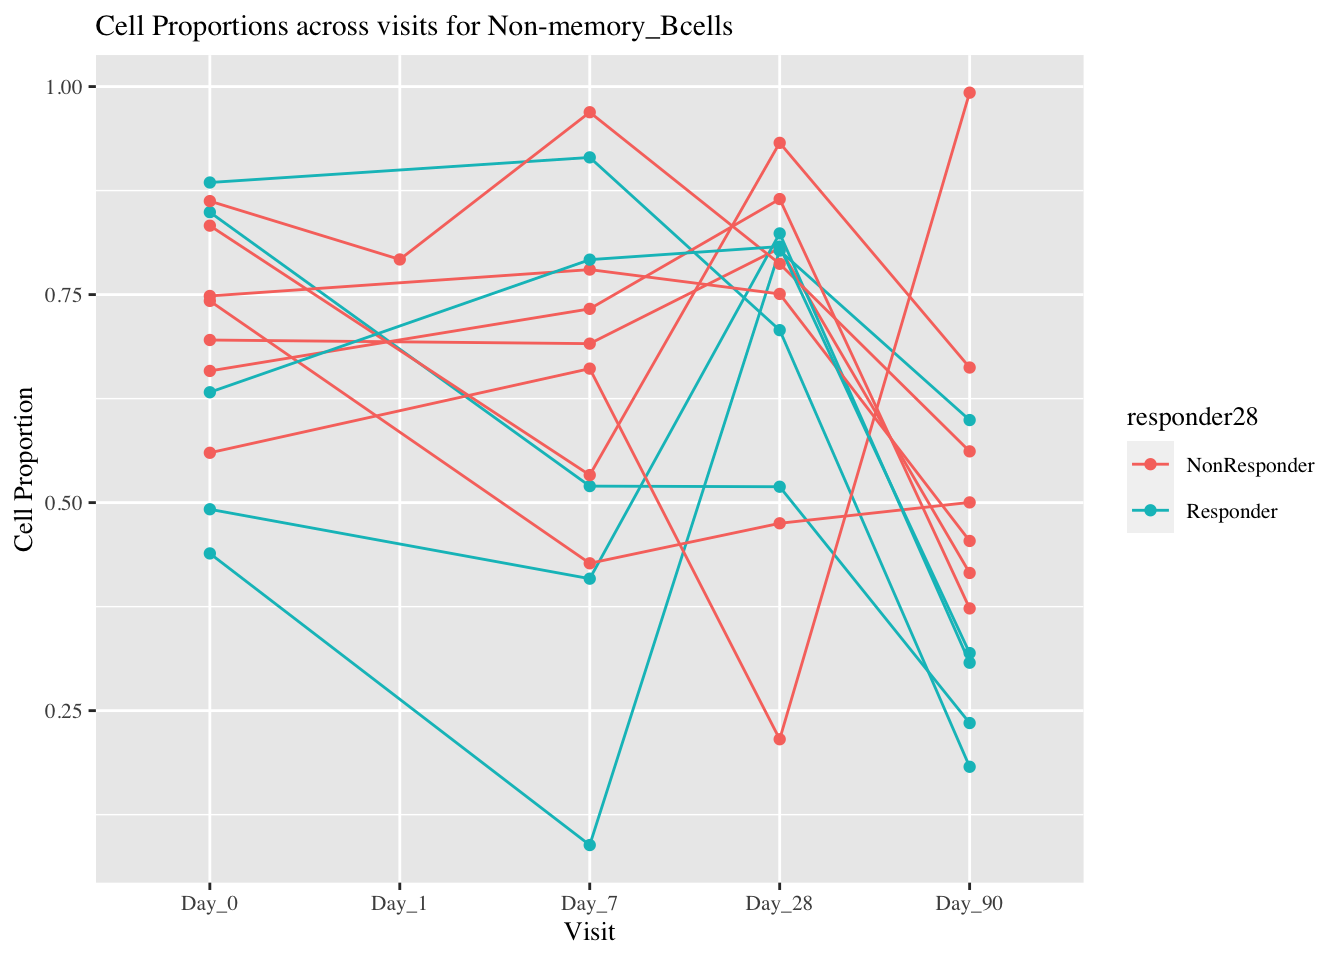 Cell Proportions across visits for Non-memory_Bcells
1.00
0.75
0.50
0.25
Cell Proportion
Day_0
Day_1
Day_7
Day_28
Day_90
Visit
responder28
NonResponder
Responder